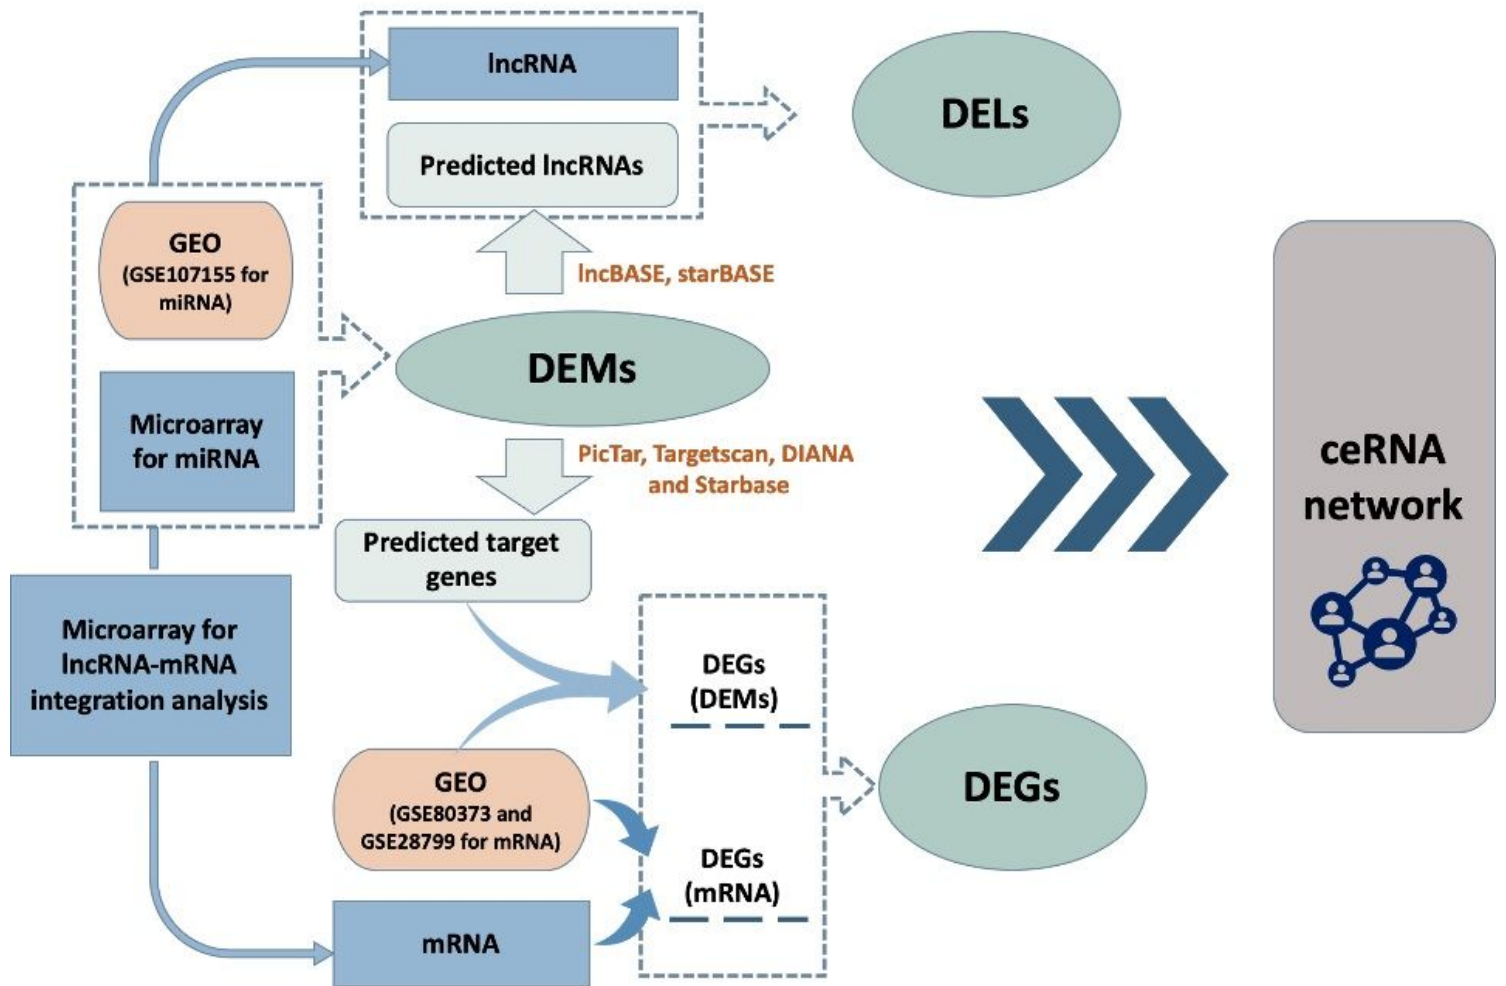 lncRNA
Predicted lncRNAs
DELs
GEO
(GSE107155 for
miRNA)
lncBASE, starBASE
Microarray
for miRNA
DEMs
PicTar, Targetscan, DIANA
and Starbase
Predicted target
genes
ceRNA
network
Microarray for
lncRNA-mRNA
integration analysis
DEGs
(DEMs)
GEO
(GSE80373 and
GSE28799 for mRNA)
DEGs
(mRNA)
DEGs
mRNA